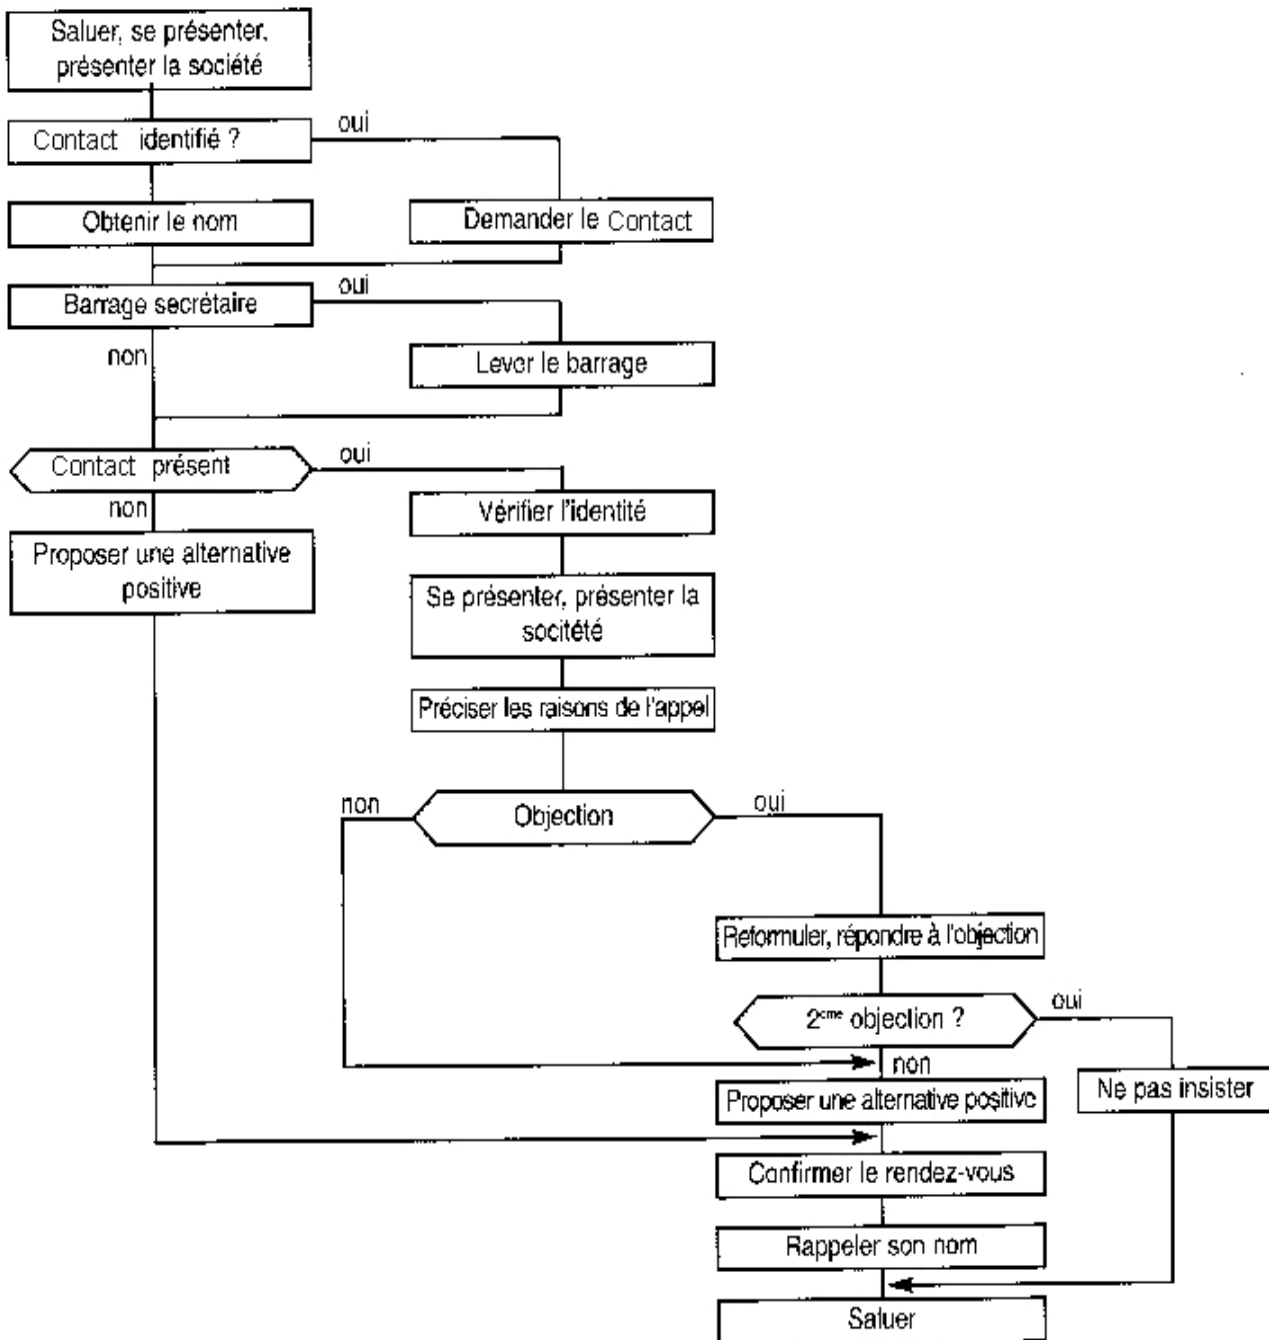 Saluer, se présenter,
présenter la société
oui
Contact identifié ?
Obtenir le nom
Demander le Contact
oui
Barrage secrétaire
non
Lever le barrage
oui
Contact présent
non
Vérifier l'identité
Proposer une alternative
positive
Se présenter, présenter la
socitété
Préciser les raisons de l'appel
non
oui
Objection
Reformuler, répondre à l'objection
oui
2ème objection ?
non
Ne pas insister
Proposer une alternative positive
Confirmer le rendez-vous
Rappeler son nom
Saluer